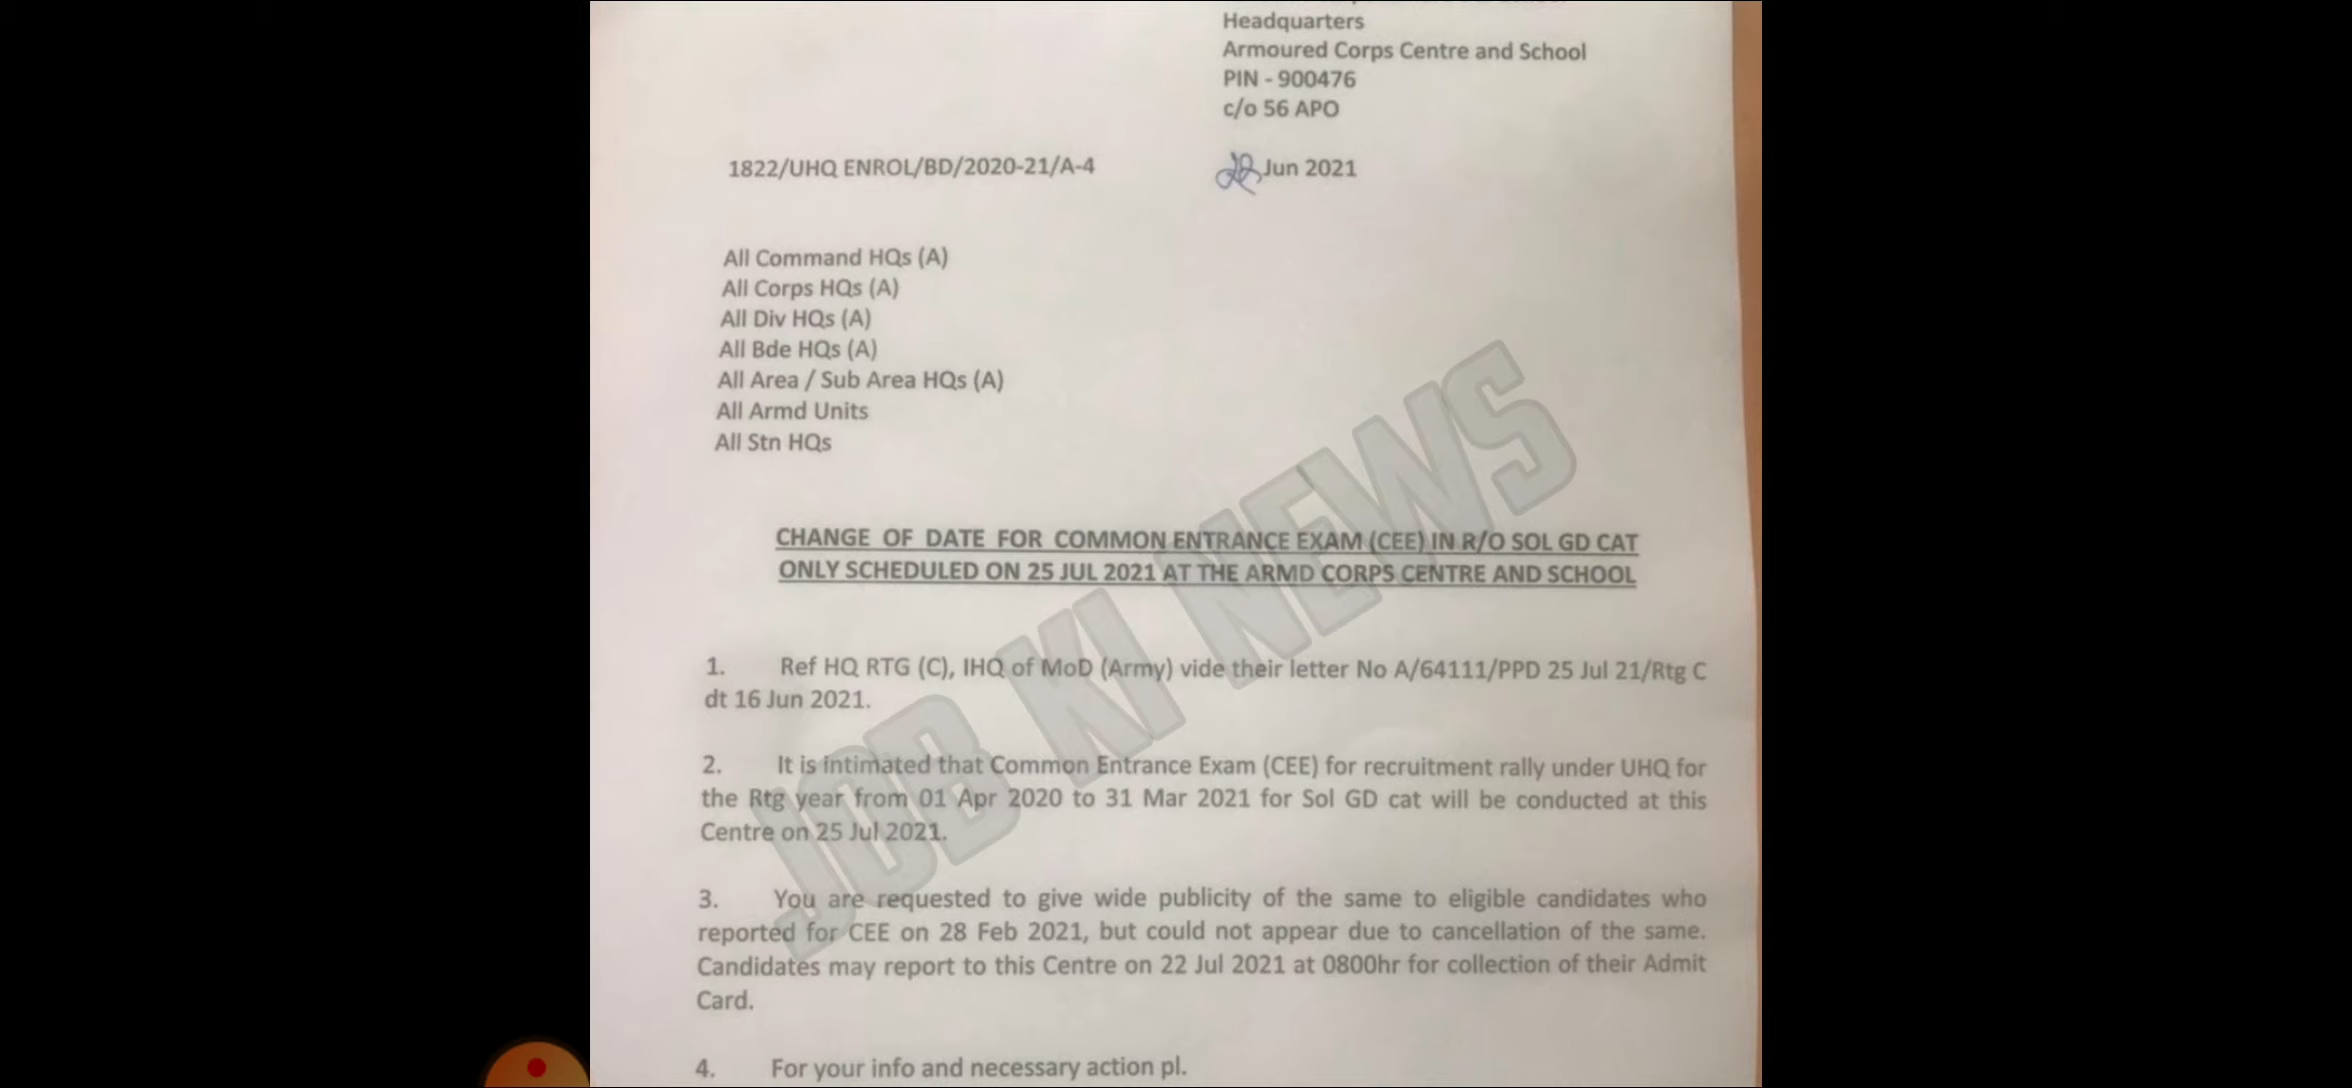 Headquarters
Armoured Corps Centre and School
PIN - 900476
c/o 56 APO
1822/UHQ ENROL/BD/2020-21/A-4
Jun 2021
All Command HQs (A)
All Corps HQs (A)
All Div HQs (A)
All Bde HQs (A)
All Area / Sub Area HQs (A)
All Armd Units
All Stn HQs
CHANGE OF DATE FOR COMMON ENTRANCE EXAM (CEE) IN R/O SOL GD CAT
ONLY SCHEDULED ON 25 JUL 2021 AT THE ARMD CORPS CENTRE AND SCHOOL
1. Ref HQ RTG (C), IHQ of MoD (Army) vide their letter No A/64111/PPD 25 Jul 21/Rtg C
dt 16 Jun 2021.
2. It is intimated that Common Entrance Exam (CEE) for recruitment rally under UHQ for
the Rtg year from 01 Apr 2020 to 31 Mar 2021 for Sol GD cat will be conducted at this
Centre on 25 Jul 2021.
3. You are requested to give wide publicity of the same to eligible candidates who
reported for CEE on 28 Feb 2021, but could not appear due to cancellation of the same.
Candidates may report to this Centre on 22 Jul 2021 at 0800hr for collection of their Admit
Card.
4. For your info and necessary action pl.
JOB KI NEWS